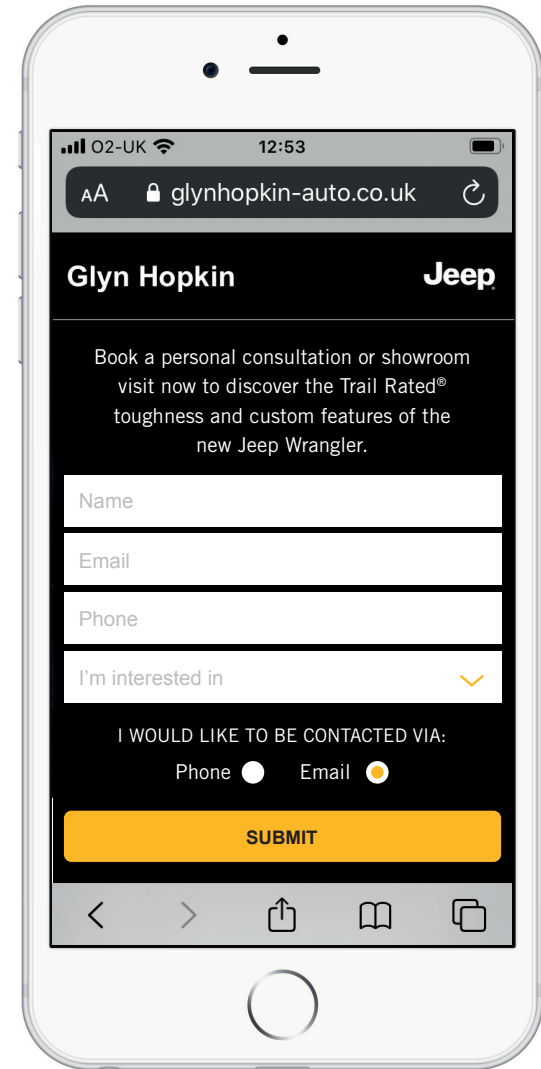 O2-UK 12:53
AA glynhopkin-auto.co.uk
Glyn Hopkin Jeep
Book a personal consultation or showroom
visit now to discover the Trail Rated®
toughness and custom features of the
new Jeep Wrangler.
Name
Email
Phone
I'm interested in
I WOULD LIKE TO BE CONTACTED VIA:
Phone Email
SUBMIT